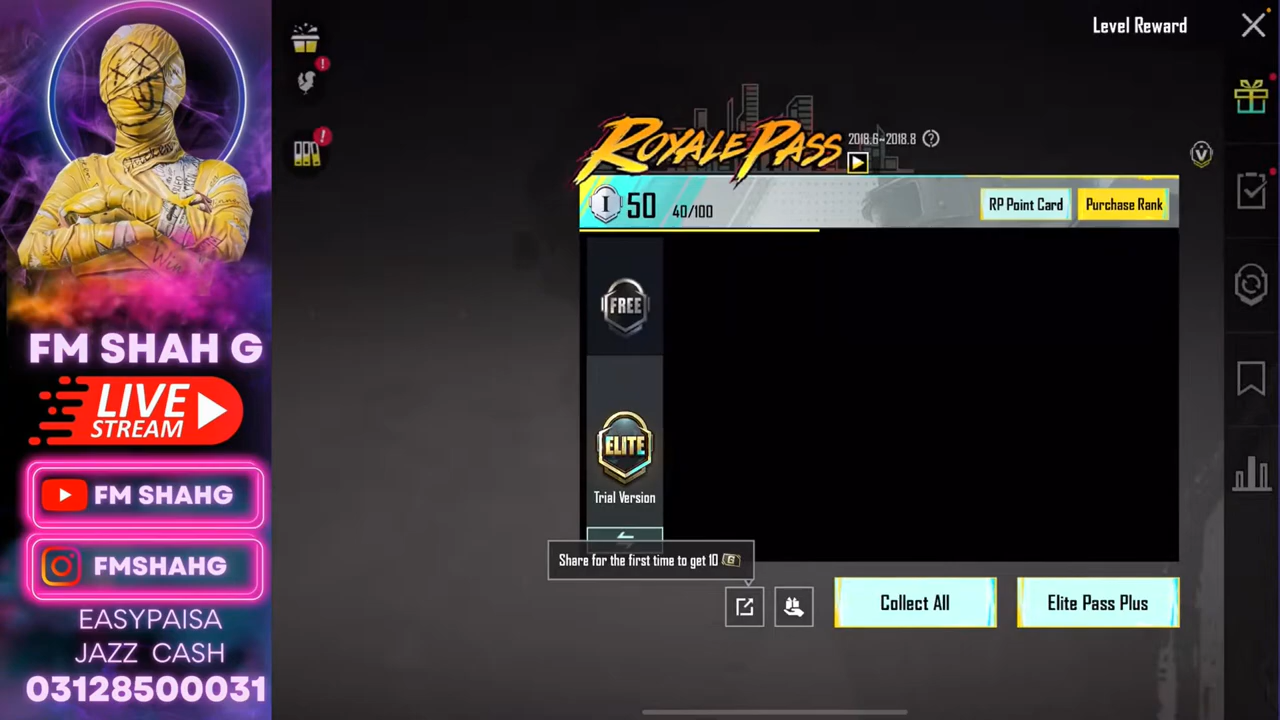 Level Reward
ROYALE PASS
2018.6~2018.8
I 50 40/100
RP Point Card
Purchase Rank
FREE
ELITE
Trial Version
Share for the first time to get 10 G
Collect All
Elite Pass Plus
FM SHAH G
LIVE
STREAM
FM SHAHG
FMSHAHG
EASYPAISA
JAZZ CASH
03128500031